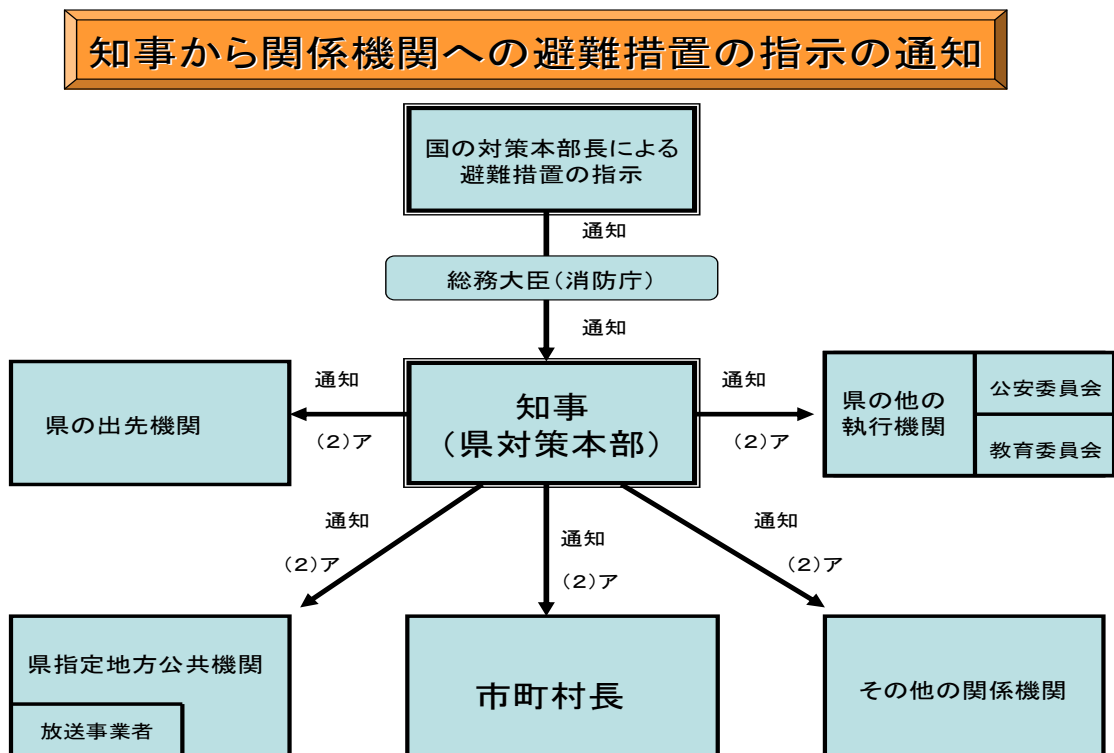 知事から関係機関への避難措置の指示の通知
国の対策本部長による
避難措置の指示
通知
総務大臣(消防庁)
通知
県の出先機関
通知
(2)ア
知事
(県対策本部)
通知
(2)ア
県の他の
執行機関
公安委員会
教育委員会
通知
(2)ア
通知
(2)ア
通知
(2)ア
県指定地方公共機関
放送事業者
市町村長
その他の関係機関